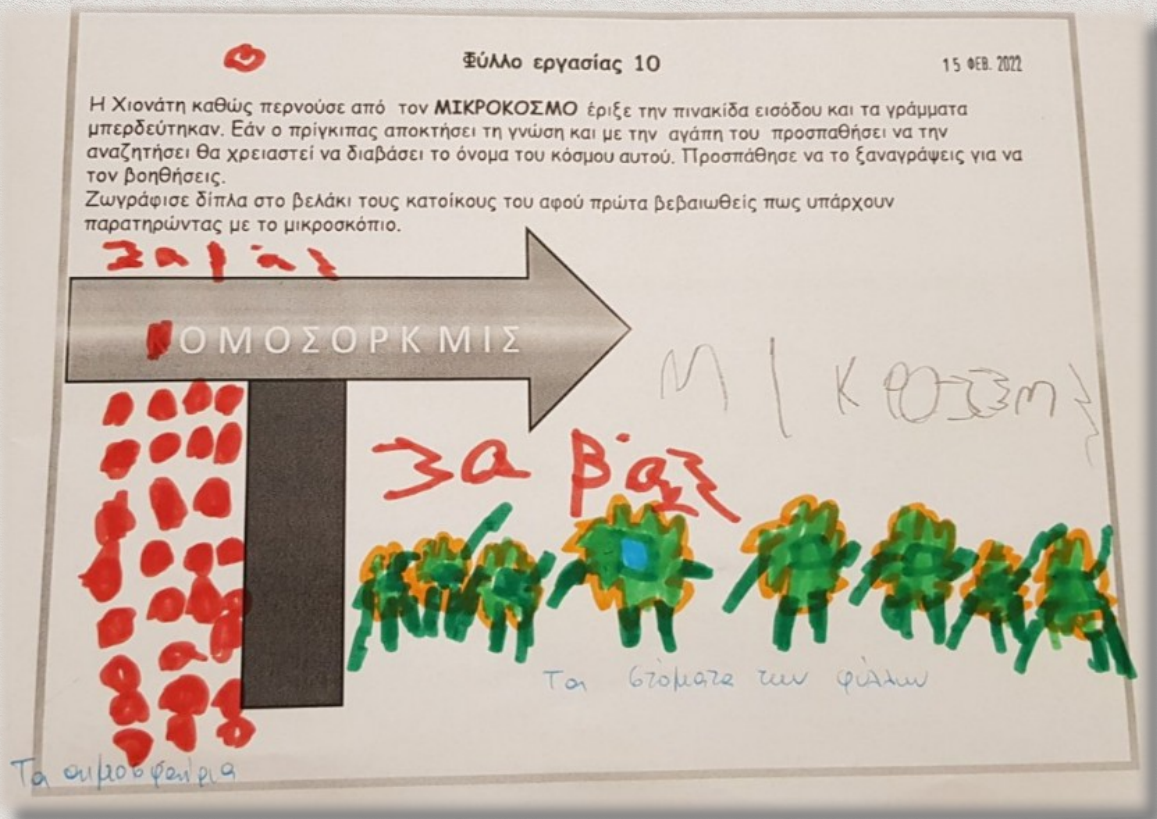 Φύλλο εργασίας 10
15 ΦΕΒ. 2022
Η Χιονάτη καθώς περνούσε από τον ΜΙΚΡΟΚΟΣΜΟ έριξε την πινακίδα εισόδου και τα γράμματα
μπερδεύτηκαν. Εάν ο πρίγκιπας αποκτήσει τη γνώση και με την αγάπη του προσπαθήσει να την
αναζητήσει θα χρειαστεί να διαβάσει το όνομα του κόσμου αυτού. Προσπάθησε να το ξαναγράψεις για να
τον βοηθήσεις.
Ζωγράφισε δίπλα στο βελάκι τους κατοίκους του αφού πρώτα βεβαιωθείς πως υπάρχουν
παρατηρώντας με το μικροσκόπιο.
ΟΜΟΣΟΡΚΜΙΣ
Τα στόματα των φύλλων
Τα αιμοσφαίρια